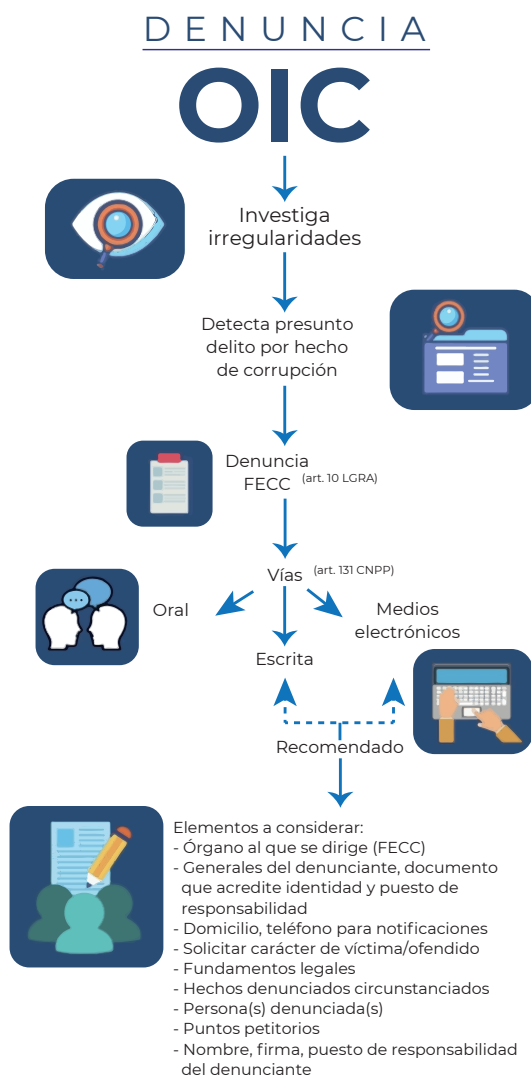 DENUNCIA
OIC
Investiga
irregularidades
Detecta presunto
delito por hecho
de corrupción
Denuncia
FECC (art. 10 LGRA)
Vías (art. 131 CNPP)
Oral
Medios
electrónicos
Escrita
Recomendado
Elementos a considerar:
- Órgano al que se dirige (FECC)
- Generales del denunciante, documento
que acredite identidad y puesto de
responsabilidad
- Domicilio, teléfono para notificaciones
- Solicitar carácter de víctima/ofendido
- Fundamentos legales
- Hechos denunciados circunstanciados
- Persona(s) denunciada(s)
- Puntos petitorios
- Nombre, firma, puesto de responsabilidad
del denunciante